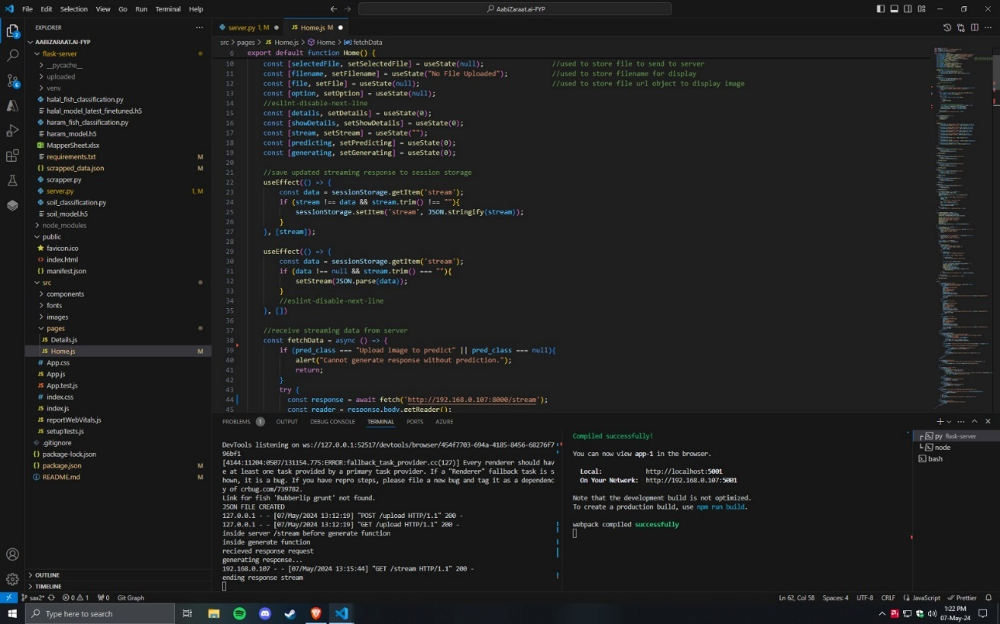 File Edit Selection View Go Run Terminal Help
AabiZaraat.ai-FYP
EXPLORER
AABIZARAAT.AI-FYP
flask-server
__pycache__
uploaded
venv
halal_fish_classification.py
halal_model_latest_finetuned.h5
haram_fish_classification.py
haram_model.h5
MapperSheet.xlsx
requirements.txt M
scrapped_data.json M
scrapper.py
server.py 1, M
soil_classification.py
soil_model.h5
node_modules
public
favicon.ico
index.html
manifest.json
src
components
fonts
images
pages
Details.js
Home.js M
App.css
App.js
App.test.js
index.css
index.js
reportWebVitals.js
setupTests.js
.gitignore
package-lock.json
package.json M
README.md M
OUTLINE
TIMELINE
server.py 1, M JS Home.js M
src > pages > JS Home.js > Home > fetchData
6 export default function Home() {
10 const [selectedFile, setSelectedFile] = useState(null); //used to store file to send to server
11 const [filename, setFilename] = useState("No File Uploaded"); //used to store filename for display
12 const [file, setFile] = useState(null); //used to store file url object to display image
13 const [option, setOption] = useState(null);
14 //eslint-disable-next-line
15 const [details, setDetails] = useState(0);
16 const [showDetails, setShowDetails] = useState(0);
17 const [stream, setStream] = useState("");
18 const [predicting, setPredicting] = useState(0);
19 const [generating, setGenerating] = useState(0);
20
21 //save updated streaming response to session storage
22 useEffect(() => {
23 const data = sessionStorage.getItem('stream');
24 if (stream !== data && stream.trim() !== ""){
25 sessionStorage.setItem('stream', JSON.stringify(stream));
26 }
27 }, [stream]);
28
29 useEffect(() => {
30 const data = sessionStorage.getItem('stream');
31 if (data !== null && stream.trim() === ""){
32 setStream(JSON.parse(data));
33 }
34 //eslint-disable-next-line
35 }, [])
36
37 //receive streaming data from server
38 const fetchData = async () => {
39 if (pred_class === "Upload image to predict" || pred_class === null){
40 alert("Cannot generate response without prediction.");
41 return;
42 }
43 try {
44 const response = await fetch('http://192.168.0.107:8000/stream');
45 const reader = response.body.getReader();
PROBLEMS 1 OUTPUT DEBUG CONSOLE TERMINAL PORTS AZURE
DevTools listening on ws://127.0.0.1:52517/devtools/browser/454f7703-694a-4185-8456-68276f7
96bf1
[4144:11204:0507/131154.775:ERROR:fallback_task_provider.cc(127)] Every renderer should hav
e at least one task provided by a primary task provider. If a "Renderer" fallback task is s
hown, it is a bug. If you have repro steps, please file a new bug and tag it as a dependenc
y of crbug.com/739782.
Link for fish 'Rubberlip grunt' not found.
JSON FILE CREATED
127.0.0.1 - - [07/May/2024 13:12:19] "POST /upload HTTP/1.1" 200 -
127.0.0.1 - - [07/May/2024 13:12:19] "GET /upload HTTP/1.1" 200 -
inside server /stream before generate function
inside generate function
recieved response request
generating response...
192.168.0.107 - - [07/May/2024 13:15:44] "GET /stream HTTP/1.1" 200 -
ending response stream
Compiled successfully!
You can now view app-1 in the browser.
Local: http://localhost:5001
On Your Network: http://192.168.0.107:5001
Note that the development build is not optimized.
To create a production build, use npm run build.
webpack compiled successfully
py flask-server
node
bash
sax2* 0 1 0 Git Graph
Ln 62, Col 58 Spaces: 4 UTF-8 CRLF JavaScript Prettier
Type here to search
1:22 PM
07-May-24